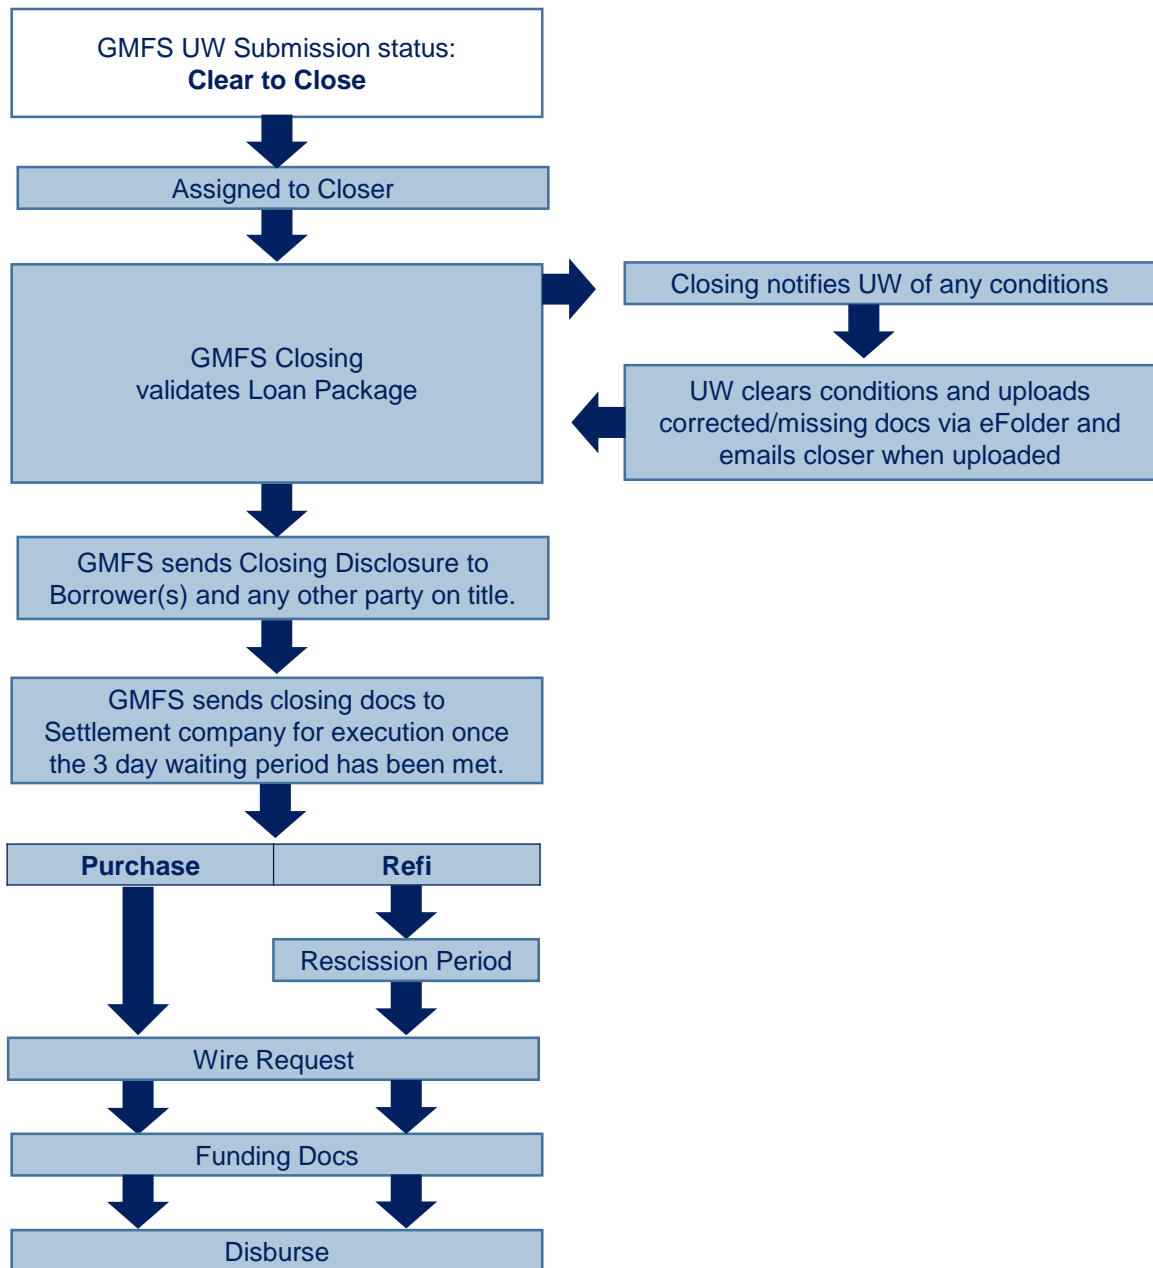 GMFS UW Submission status:
Clear to Close
Assigned to Closer
GMFS Closing
validates Loan Package
Closing notifies UW of any conditions
UW clears conditions and uploads
corrected/missing docs via eFolder and
emails closer when uploaded
GMFS sends Closing Disclosure to
Borrower(s) and any other party on title.
GMFS sends closing docs to
Settlement company for execution once
the 3 day waiting period has been met.
Purchase
Refi
Rescission Period
Wire Request
Funding Docs
Disburse